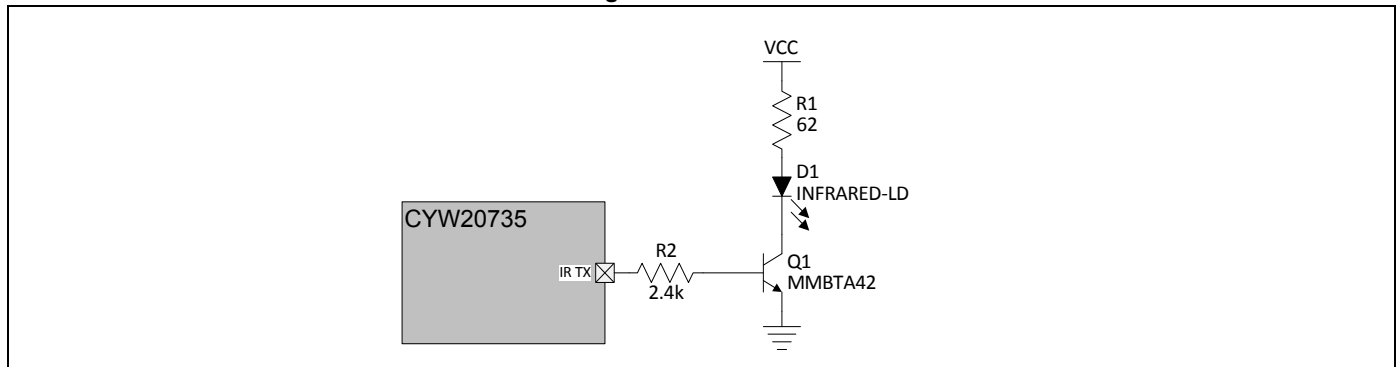 VCC
R1
62
D1
INFRARED-LD
CYW20735
IR TX
R2
2.4k
Q1
MMBTA42